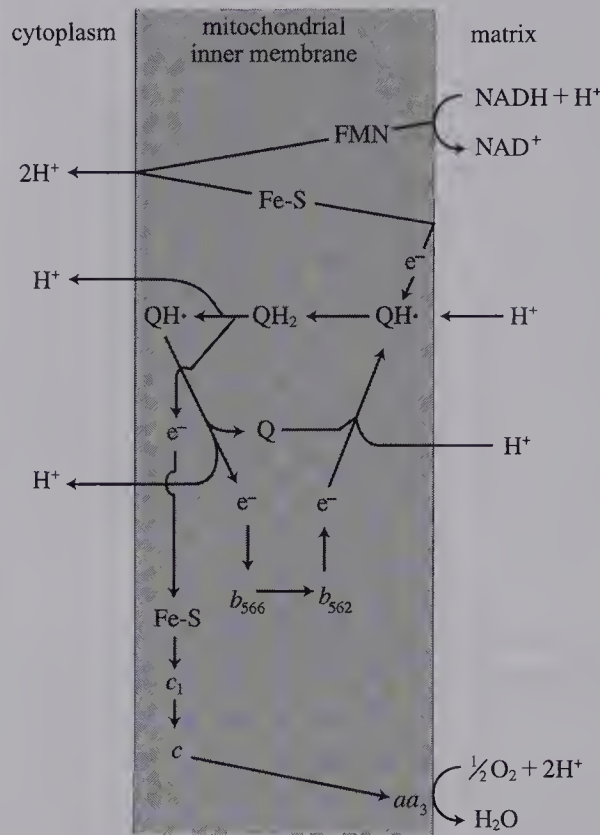 cytoplasm
mitochondrial
inner membrane
matrix
NADH + H⁺
FMN
NAD⁺
2H⁺
Fe-S
e⁻
H⁺
QH·
QH₂
QH·
H⁺
e⁻
Q
H⁺
H⁺
e⁻
e⁻
b₅₆₆
b₅₆₂
Fe-S
c₁
c
½O₂ + 2H⁺
aa₃
H₂O